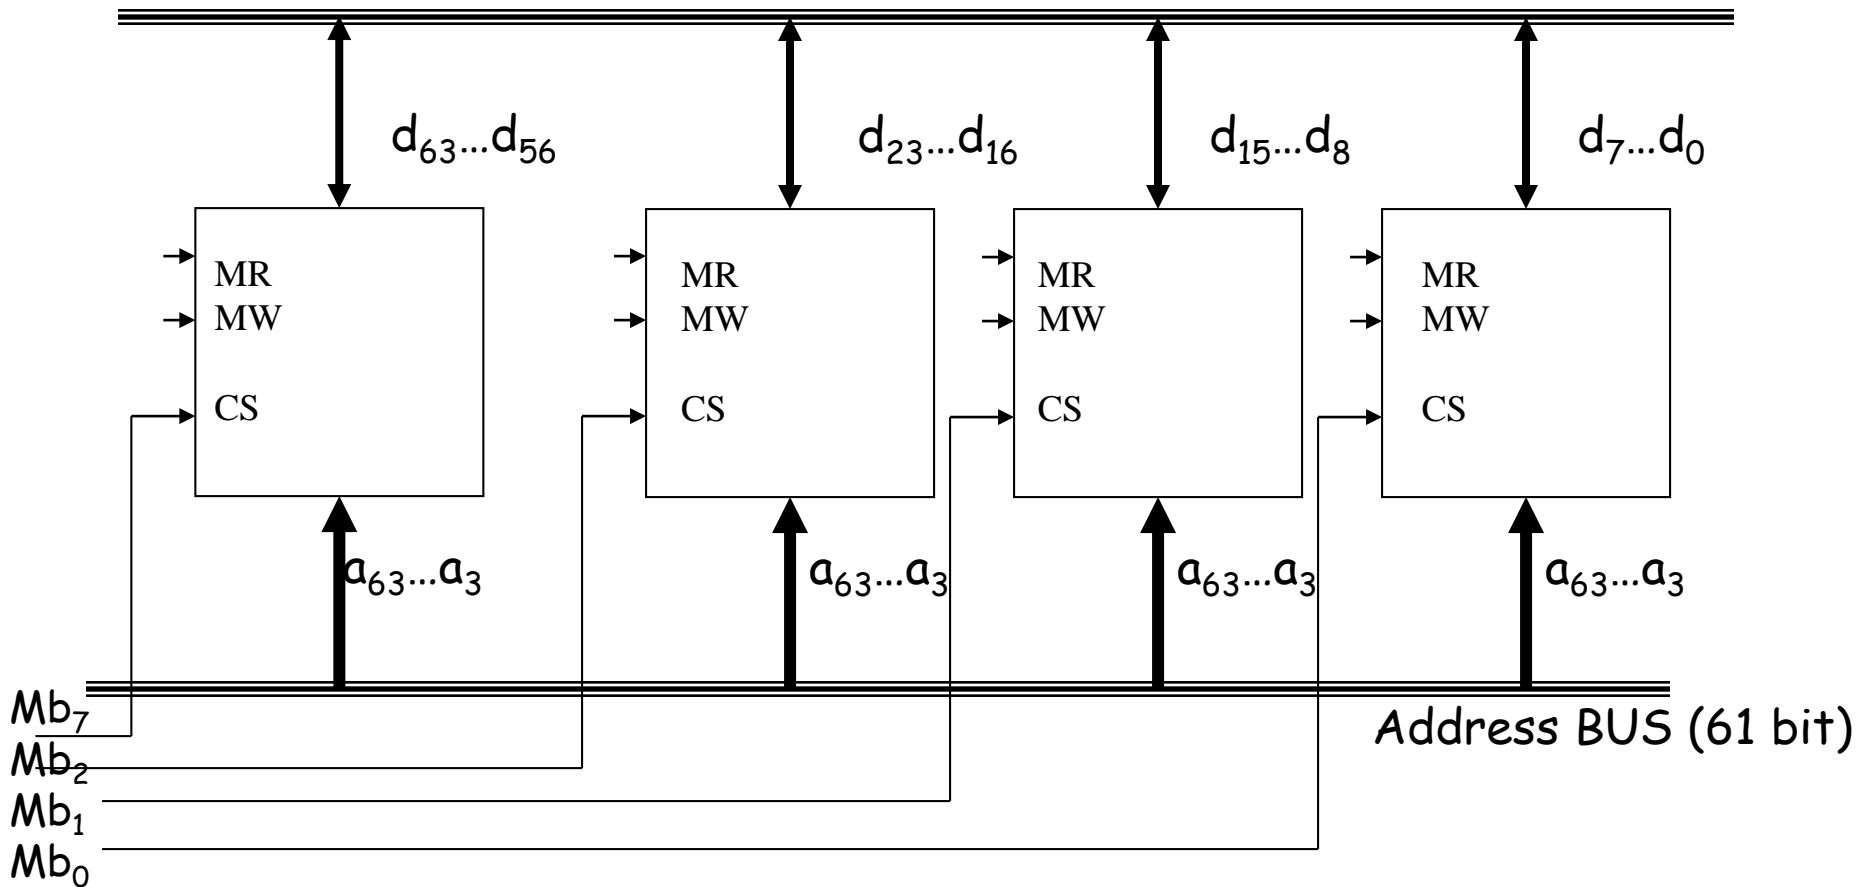 d₆₃...d₅₆ d₂₃...d₁₆ d₁₅...d₈ d₇...d₀
MR MR MR MR
MW MW MW MW
CS CS CS CS
a₆₃...a₃ a₆₃...a₃ a₆₃...a₃ a₆₃...a₃
Mb₇
Address BUS (61 bit)
Mb₂
Mb₁
Mb₀